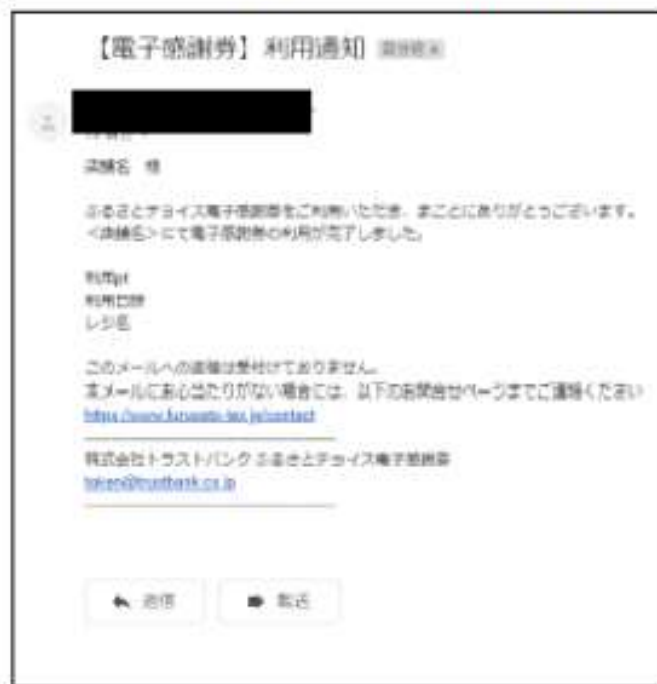 【電子感謝券】利用通知
店舗名 様
ふるさとチョイス電子感謝券をご利用いただき、まことにありがとうございます。
<店舗名>にて電子感謝券の利用が完了しました。
利用pt
利用日時
レジ名
このメールへの返信は受付けておりません。
本メールにお心当たりがない場合には、以下のお問合せページまでご連絡ください
https://www.furusato-tax.jp/contact
株式会社トラストバンク ふるさとチョイス電子感謝券
token@trustbank.co.jp
返信
転送